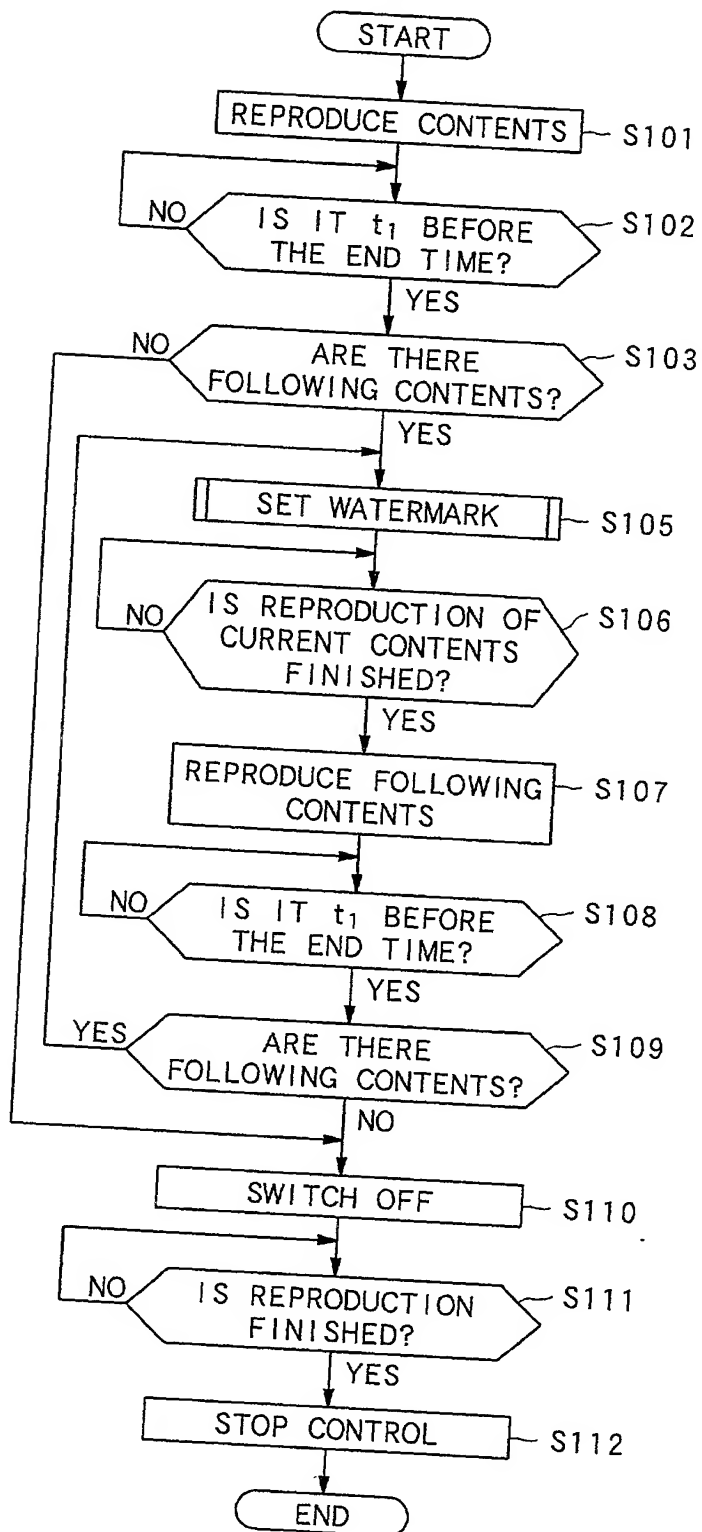 START
REPRODUCE CONTENTS
S101
NO
IS IT t₁ BEFORE
THE END TIME?
S102
YES
NO
ARE THERE
FOLLOWING CONTENTS?
S103
YES
SET WATERMARK
S105
NO
IS REPRODUCTION OF
CURRENT CONTENTS
FINISHED?
S106
YES
REPRODUCE FOLLOWING
CONTENTS
S107
NO
IS IT t₁ BEFORE
THE END TIME?
S108
YES
YES
ARE THERE
FOLLOWING CONTENTS?
S109
NO
SWITCH OFF
S110
NO
IS REPRODUCTION
FINISHED?
S111
YES
STOP CONTROL
S112
END